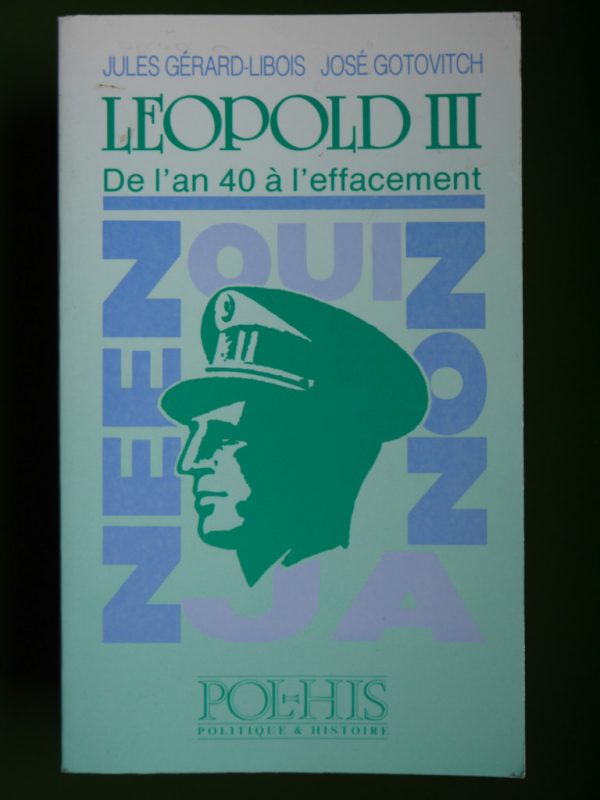 JULES GÉRARD-LIBOIS JOSÉ GOTOVITCH
LEOPOLD III
De l'an 40 à l'effacement
NEEN
OUI
NON
JA
POL-HIS
POLITIQUE & HISTOIRE